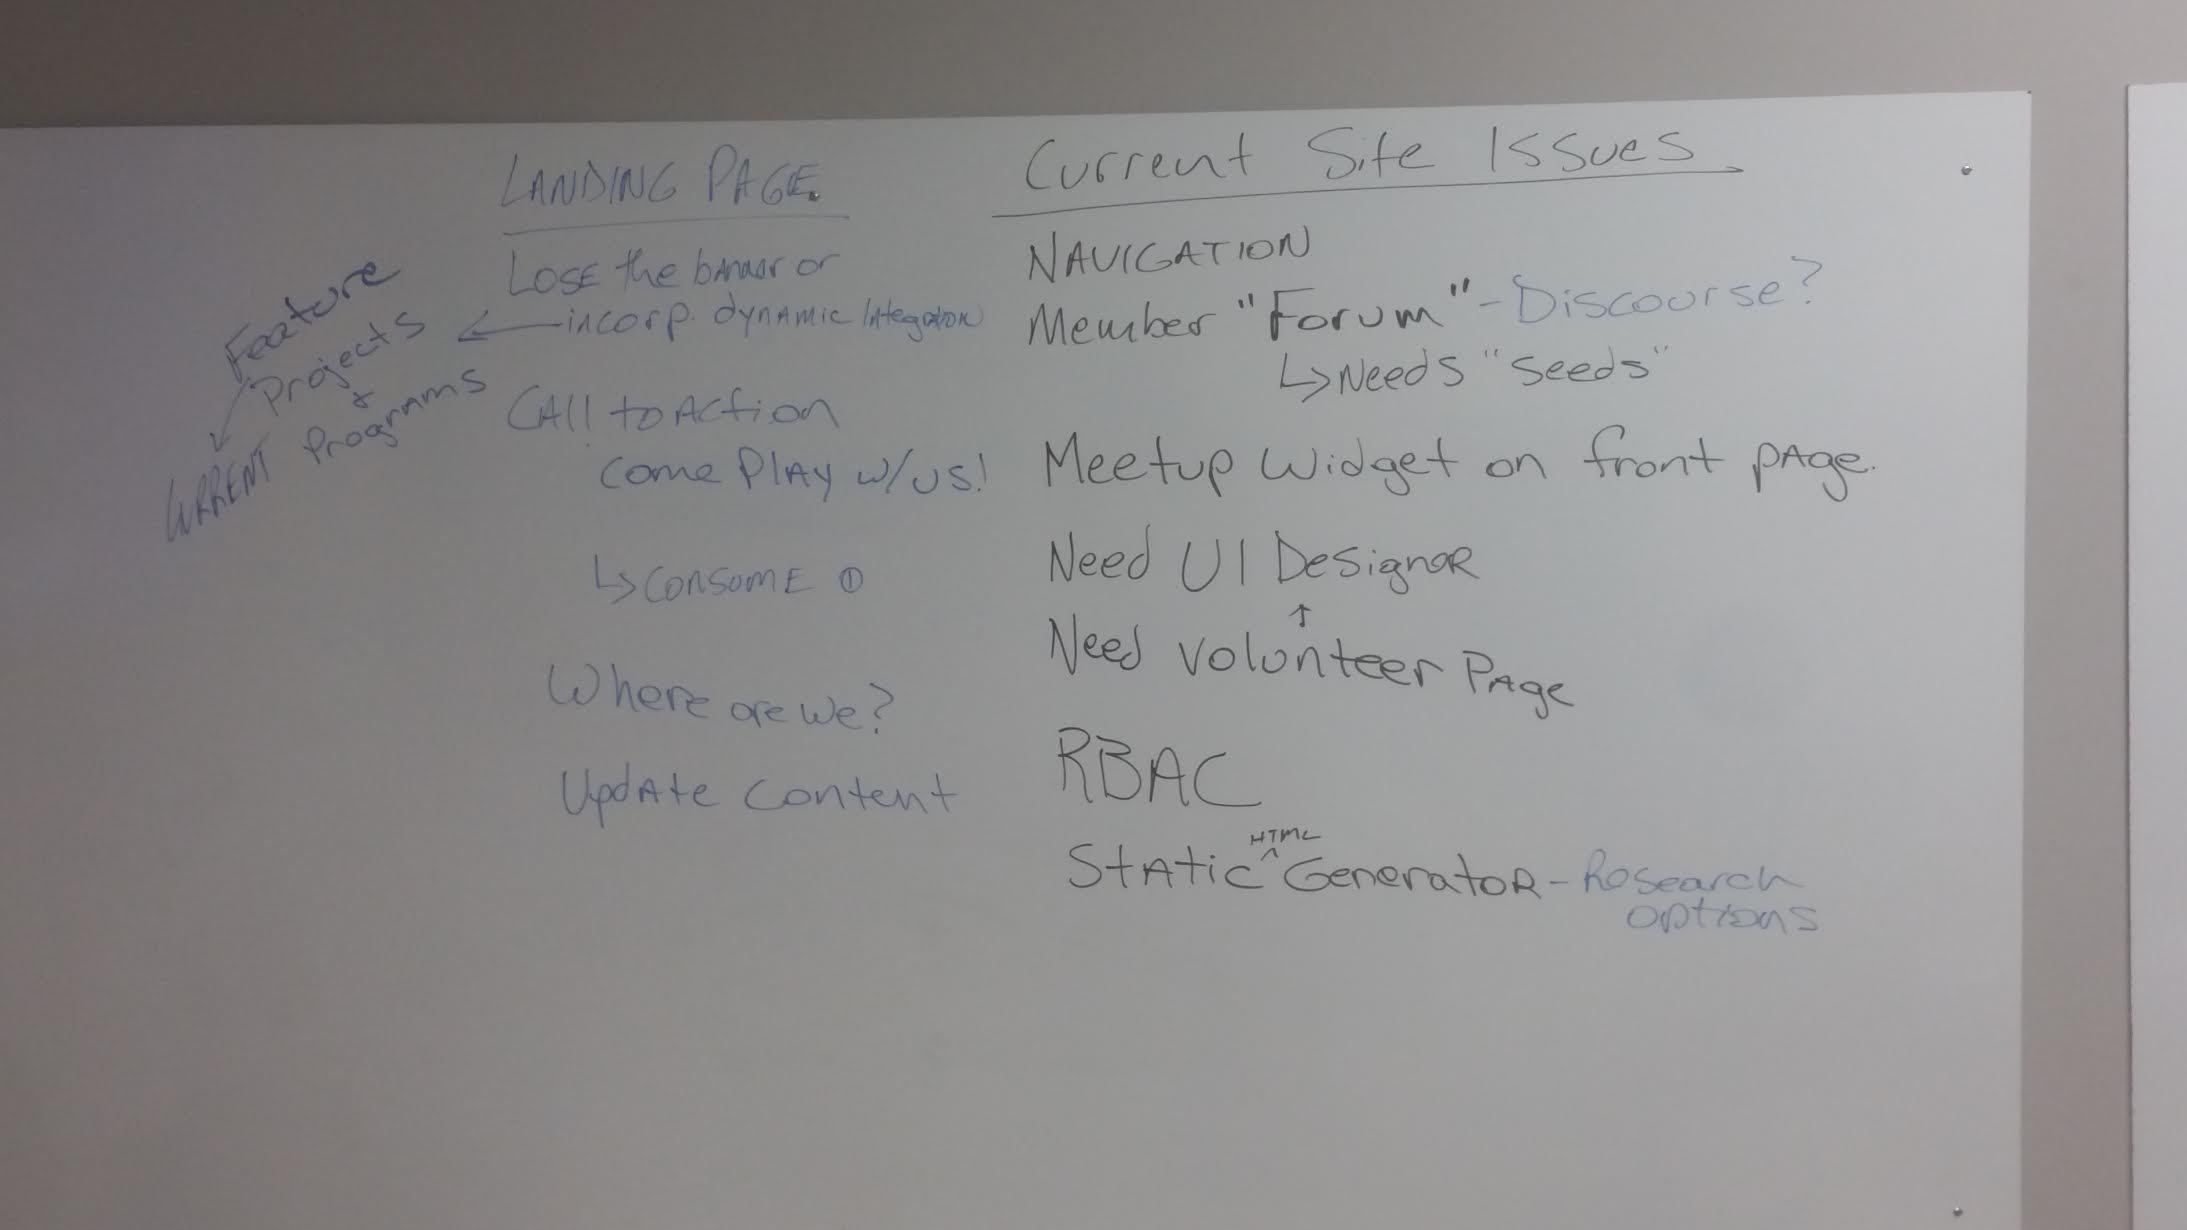 LANDING PAGE
LOSE the banaar or
incorp. dynamic Integration
Feature
Projects
&
Programs
CURRENT
CAll to Action
Come PLAY w/us!
↳ CONSUME ①
Where are we?
UpdAte Content
Current Site Issues
NAVIGATION
Member "Forum" - Discourse?
↳ Needs "Seeds"
Meetup Widget on front pAge.
Need UI DesignoR
↑
Need Volunteer PAge
RBAC
HTML
StAtic ^ GeneratoR - Research
options